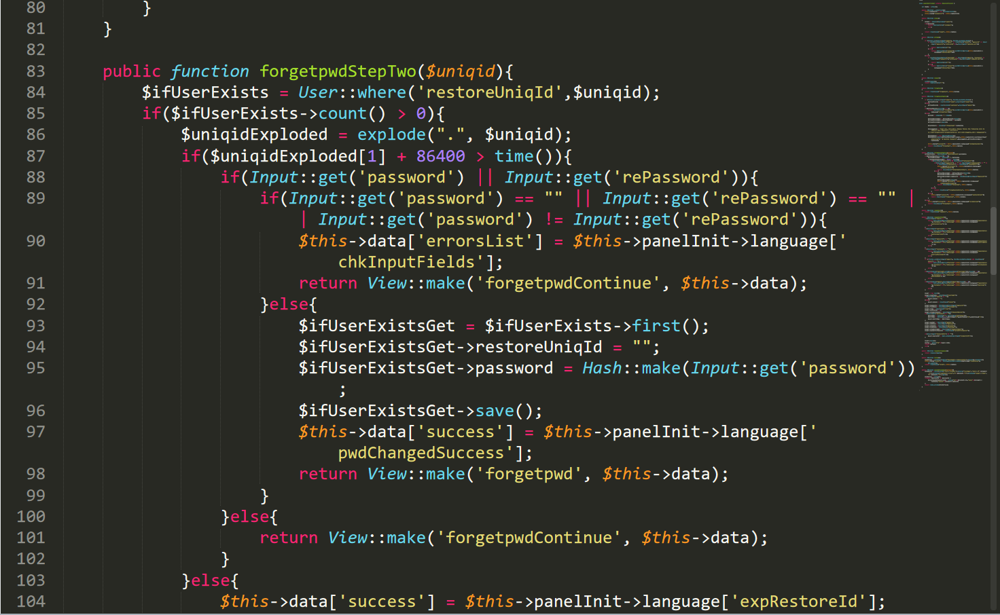 80 }
81 }
82
83 public function forgetpwdStepTwo($uniqid){
84 $ifUserExists = User::where('restoreUniqId',$uniqid);
85 if($ifUserExists->count() > 0){
86 $uniqidExploded = explode(".", $uniqid);
87 if($uniqidExploded[1] + 86400 > time()){
88 if(Input::get('password') || Input::get('rePassword')){
89 if(Input::get('password') == "" || Input::get('rePassword') == "" |
| Input::get('password') != Input::get('rePassword')){
90 $this->data['errorsList'] = $this->panelInit->language['
chkInputFields'];
91 return View::make('forgetpwdContinue', $this->data);
92 }else{
93 $ifUserExistsGet = $ifUserExists->first();
94 $ifUserExistsGet->restoreUniqId = "";
95 $ifUserExistsGet->password = Hash::make(Input::get('password'))
;
96 $ifUserExistsGet->save();
97 $this->data['success'] = $this->panelInit->language['
pwdChangedSuccess'];
98 return View::make('forgetpwd', $this->data);
99 }
100 }else{
101 return View::make('forgetpwdContinue', $this->data);
102 }
103 }else{
104 $this->data['success'] = $this->panelInit->language['expRestoreId'];